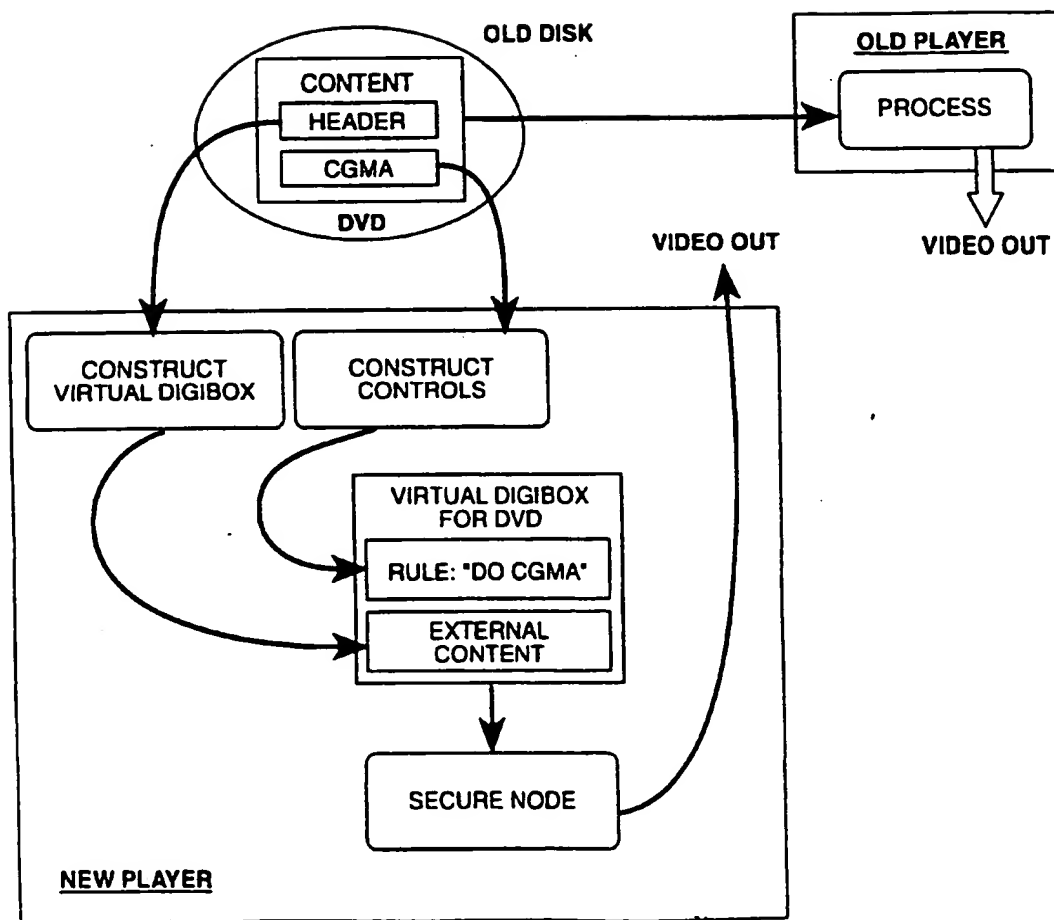 OLD DISK
OLD PLAYER
CONTENT
HEADER
CGMA
DVD
PROCESS
VIDEO OUT
VIDEO OUT
CONSTRUCT
VIRTUAL DIGIBOX
CONSTRUCT
CONTROLS
VIRTUAL DIGIBOX
FOR DVD
RULE: "DO CGMA"
EXTERNAL
CONTENT
SECURE NODE
NEW PLAYER